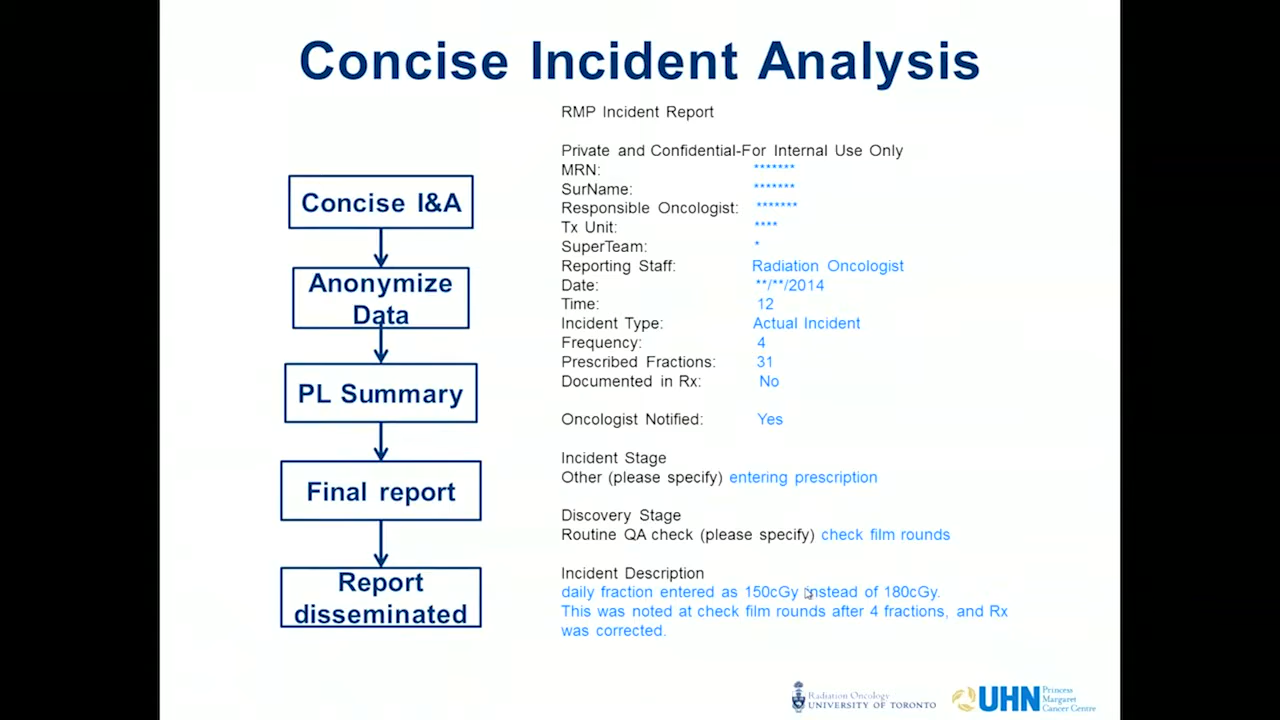 Concise Incident Analysis
Concise I&A
Anonymize
Data
PL Summary
Final report
Report
disseminated
RMP Incident Report
Private and Confidential-For Internal Use Only
MRN: *******
SurName: *******
Responsible Oncologist: *******
Tx Unit: ****
SuperTeam: *
Reporting Staff: Radiation Oncologist
Date: **/**/2014
Time: 12
Incident Type: Actual Incident
Frequency: 4
Prescribed Fractions: 31
Documented in Rx: No
Oncologist Notified: Yes
Incident Stage
Other (please specify) entering prescription
Discovery Stage
Routine QA check (please specify) check film rounds
Incident Description
daily fraction entered as 150cGy instead of 180cGy.
This was noted at check film rounds after 4 fractions, and Rx
was corrected.
Radiation Oncology
UNIVERSITY OF TORONTO
UHN
Princess
Margaret
Cancer Centre